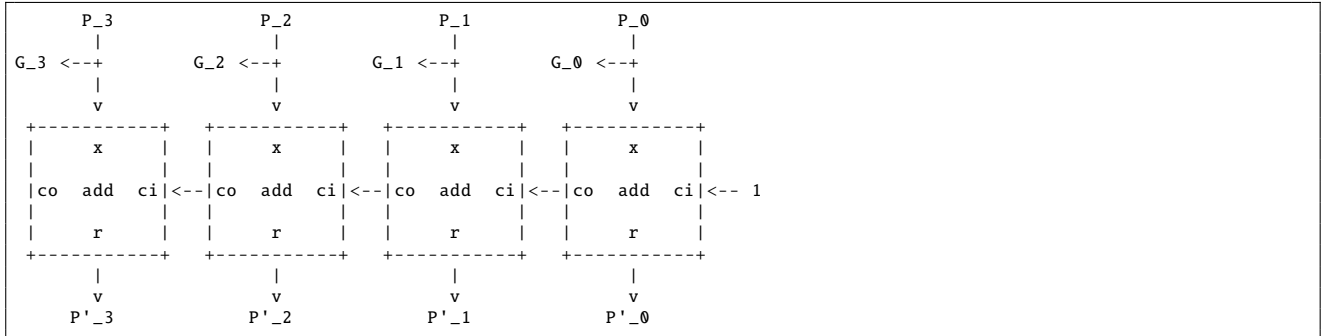 P_3 P_2 P_1 P_0
| | | |
G_3 <--+ G_2 <--+ G_1 <--+ G_0 <--+
| | | |
v v v v
+-----------+ +-----------+ +-----------+ +-----------+
| x | | x | | x | | x |
| | | | | | | |
|co add ci|<--|co add ci|<--|co add ci|<--|co add ci|<-- 1
| | | | | | | |
| r | | r | | r | | r |
+-----------+ +-----------+ +-----------+ +-----------+
| | | |
v v v v
P'_3 P'_2 P'_1 P'_0